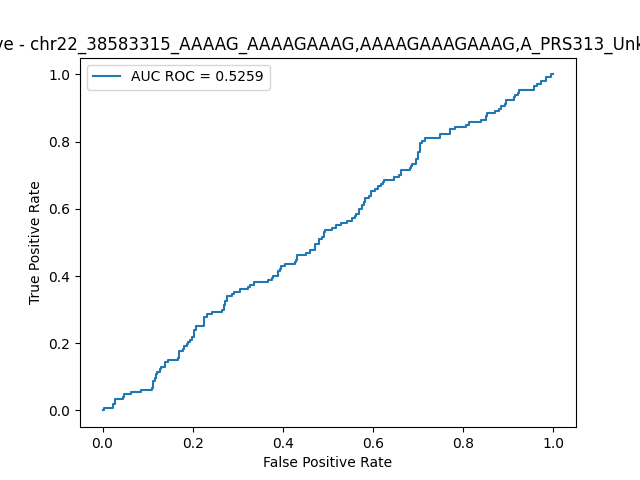 ve - chr22_38583315_AAAAG_AAAAGAAAG,AAAAGAAAGAAAG,A_PRS313_Unk
AUC ROC = 0.5259
1.0
0.8
0.6
0.4
0.2
0.0
True Positive Rate
0.0 0.2 0.4 0.6 0.8 1.0
False Positive Rate